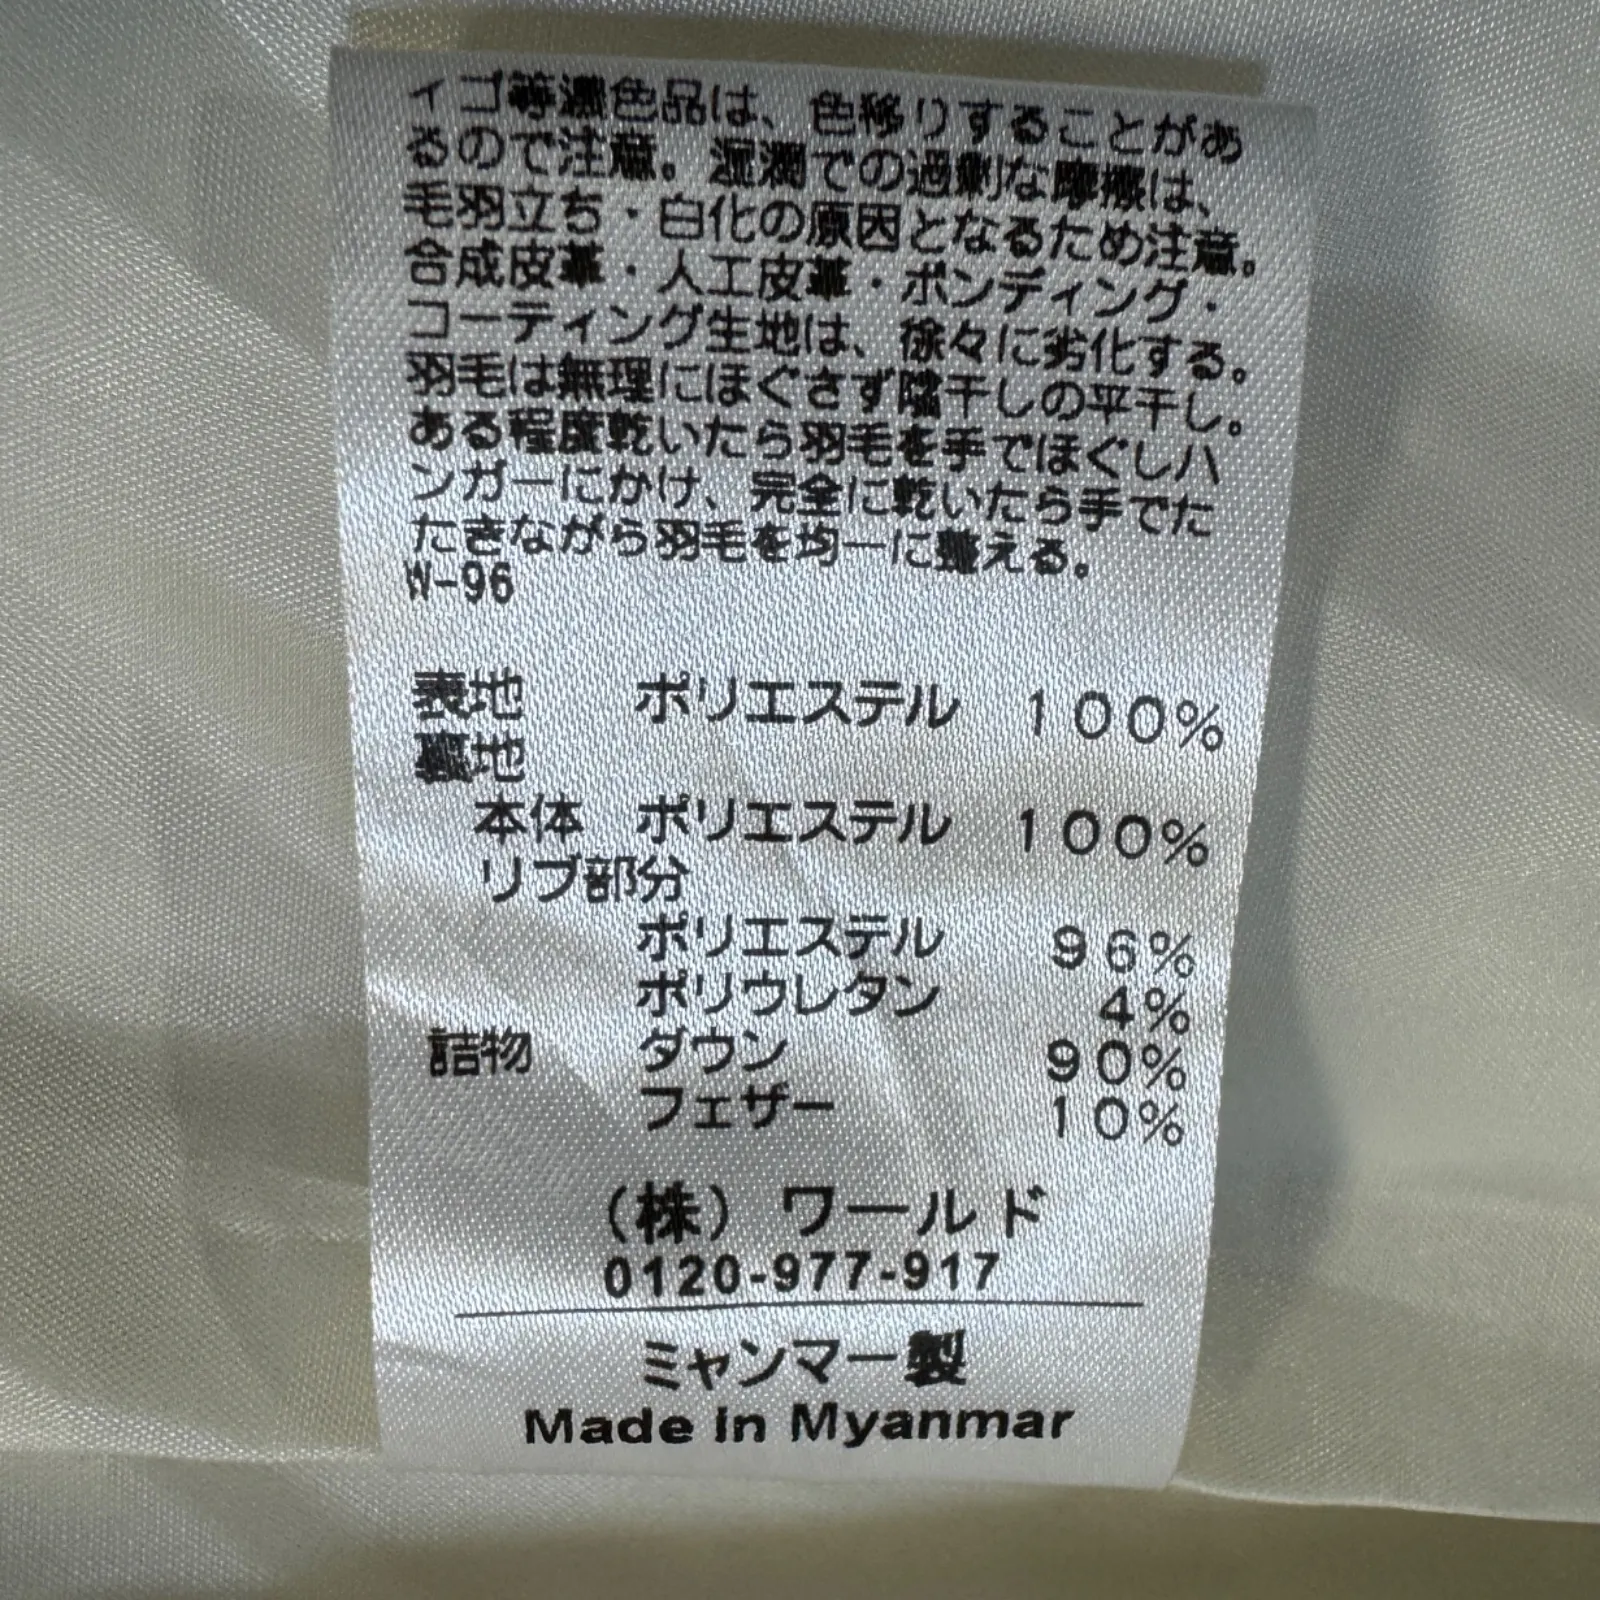 ィゴ等濃色品は、色移りすることがあ
るので注意。湿潤での過剰な摩擦は、
毛羽立ち・白化の原因となるため注意。
合成皮革・人工皮革・ボンディング・
コーティング生地は、徐々に劣化する。
羽毛は無理にほぐさず陰干しの平干し。
ある程度乾いたら羽毛を手でほぐしハ
ンガーにかけ、完全に乾いたら手でた
たきながら羽毛を均一に整える。
W-96
表地 ポリエステル 100%
裏地
本体 ポリエステル 100%
リブ部分
ポリエステル 96%
ポリウレタン 4%
詰物 ダウン 90%
フェザー 10%
(株) ワールド
0120-977-917
ミャンマー製
Made in Myanmar